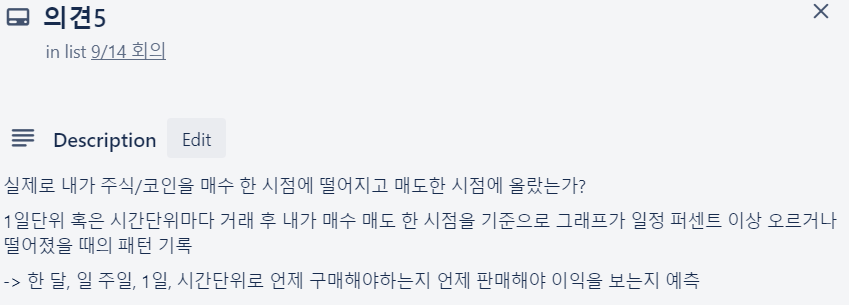 의견5
in list 9/14 회의
Description Edit
실제로 내가 주식/코인을 매수 한 시점에 떨어지고 매도한 시점에 올랐는가?
1일단위 혹은 시간단위마다 거래 후 내가 매수 매도 한 시점을 기준으로 그래프가 일정 퍼센트 이상 오르거나
떨어졌을 때의 패턴 기록
-> 한 달, 일 주일, 1일, 시간단위로 언제 구매해야하는지 언제 판매해야 이익을 보는지 예측